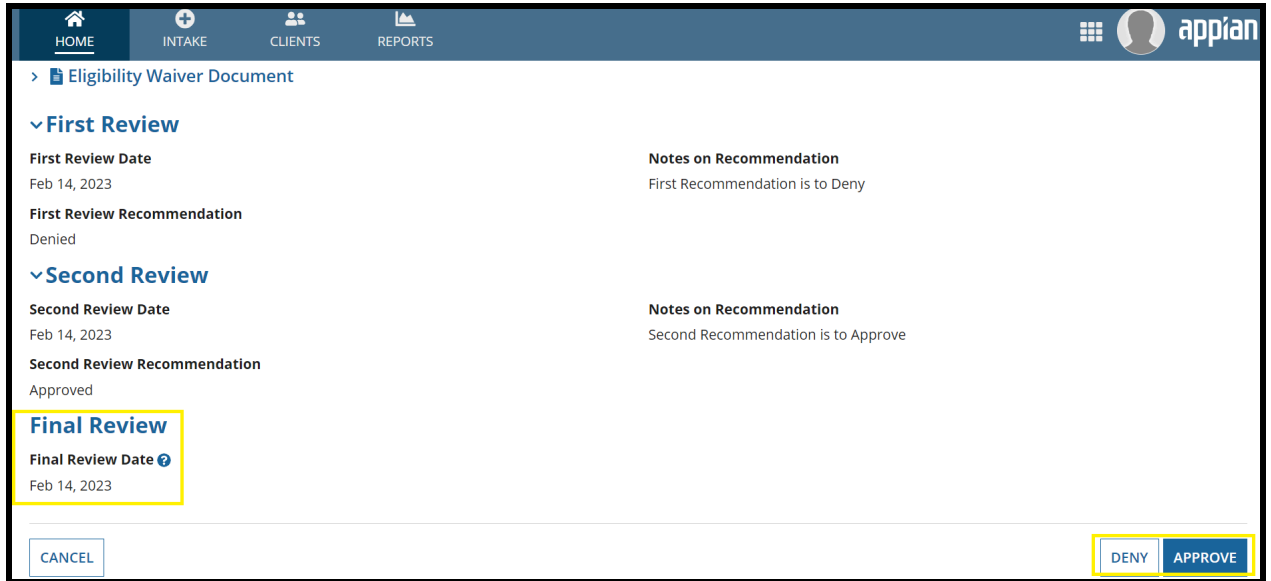 HOME INTAKE CLIENTS REPORTS appian
Eligibility Waiver Document
First Review
First Review Date Notes on Recommendation
Feb 14, 2023 First Recommendation is to Deny
First Review Recommendation
Denied
Second Review
Second Review Date Notes on Recommendation
Feb 14, 2023 Second Recommendation is to Approve
Second Review Recommendation
Approved
Final Review
Final Review Date ?
Feb 14, 2023
CANCEL DENY APPROVE